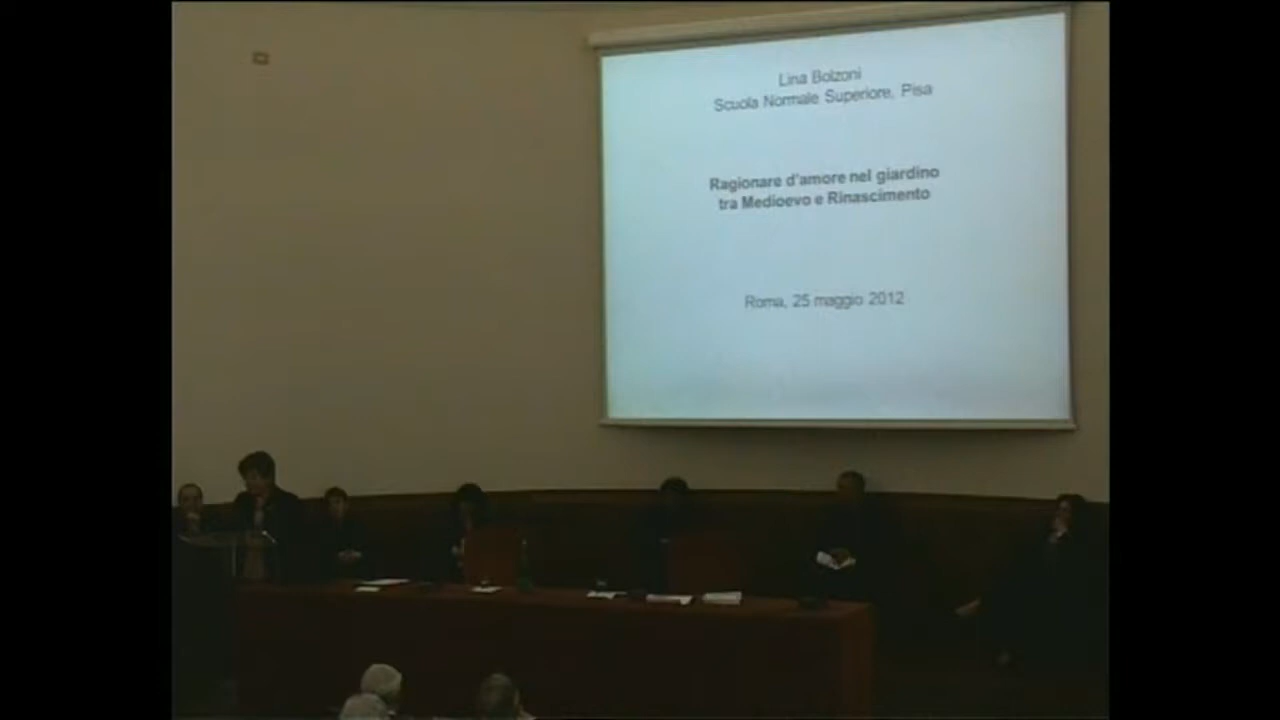 Lina Bolzoni
Scuola Normale Superiore, Pisa
Ragionare d'amore nel giardino
tra Medioevo e Rinascimento
Roma, 25 maggio 2012